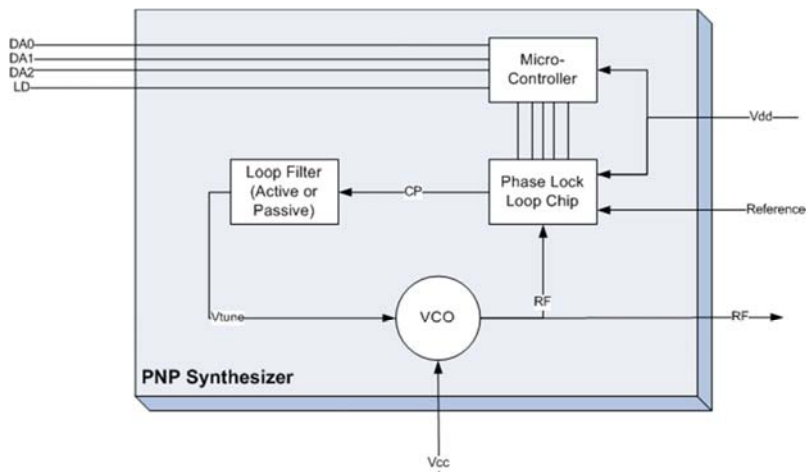 DA0
DA1
DA2
LD
Micro-
Controller
Vdd
Loop Filter
(Active or
Passive)
CP
Phase Lock
Loop Chip
Reference
RF
Vtune
VCO
RF
PNP Synthesizer
Vcc